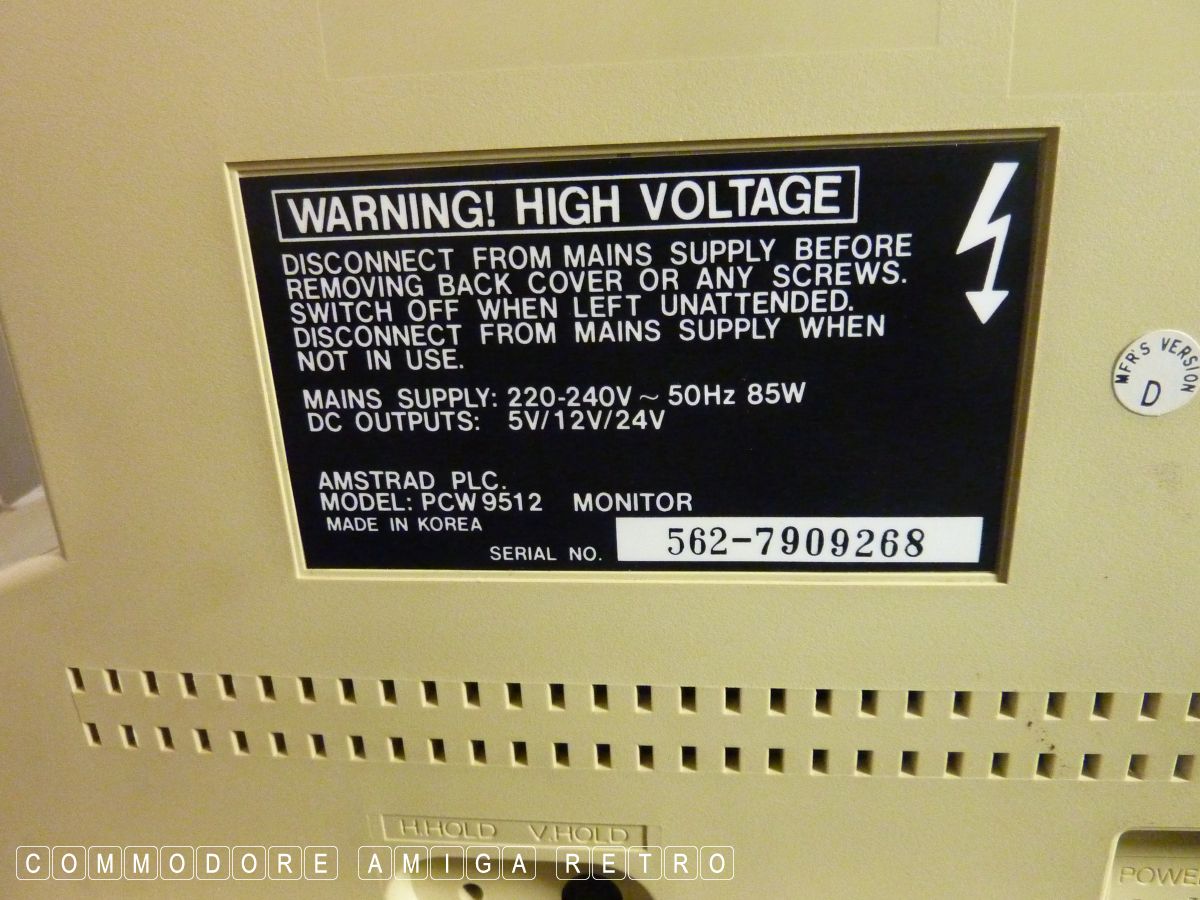 WARNING! HIGH VOLTAGE
DISCONNECT FROM MAINS SUPPLY BEFORE
REMOVING BACK COVER OR ANY SCREWS.
SWITCH OFF WHEN LEFT UNATTENDED.
DISCONNECT FROM MAINS SUPPLY WHEN
NOT IN USE.
MAINS SUPPLY: 220-240V ~ 50Hz 85W
DC OUTPUTS: 5V/12V/24V
AMSTRAD PLC.
MODEL: PCW 9512 MONITOR
MADE IN KOREA
SERIAL NO. 562-7909268
MFR'S VERSION
D
H.HOLD V.HOLD
POWE
COMMODORE AMIGA RETRO